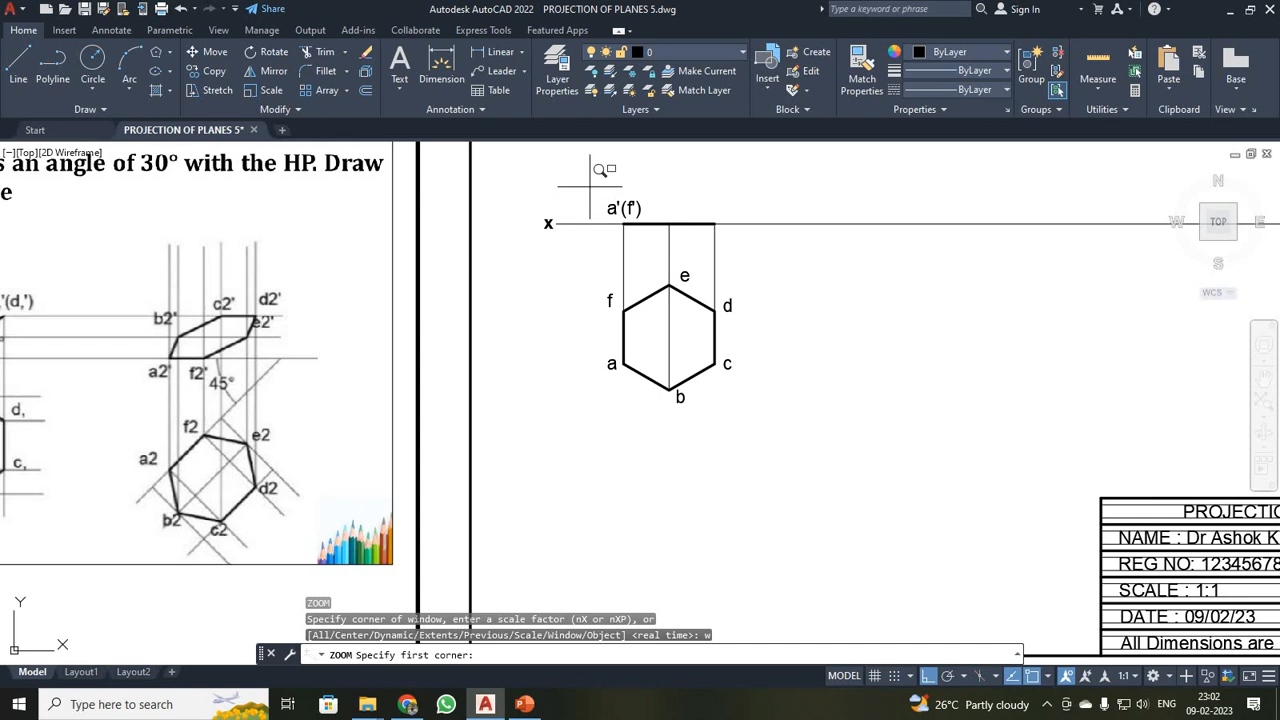 Autodesk AutoCAD 2022 PROJECTION OF PLANES 5.dwg
Share
Type a keyword or phrase
Sign In
Home Insert Annotate Parametric View Manage Output Add-ins Collaborate Express Tools Featured Apps
Line Polyline Circle Arc
Move Rotate Trim
Copy Mirror Fillet
Stretch Scale Array
Text Dimension
Linear
Leader
Table
Layer Properties
0
Make Current
Match Layer
Insert
Create
Edit
Match Properties
ByLayer
ByLayer
ByLayer
Group
Measure
Paste
Base
Draw Modify Annotation Layers Block Properties Groups Utilities Clipboard View
Start PROJECTION OF PLANES 5*
[−][Top][2D Wireframe]
s an angle of 30° with the HP. Draw
e
'(d,')
c2' d2'
b2' e2'
a2' f2' 45°
d,
f2 e2
a2
c,
d2
b2 c2
a'(f')
x
e
f d
a c
b
N
W TOP E
S
WCS
PROJECTIO
NAME : Dr Ashok K
REG NO: 12345678
SCALE : 1:1
DATE : 09/02/23
All Dimensions are
Y
X
ZOOM
Specify corner of window, enter a scale factor (nX or nXP), or
[All/Center/Dynamic/Extents/Previous/Scale/Window/Object] <real time>: w
ZOOM Specify first corner:
Model Layout1 Layout2
MODEL 1:1
Type here to search
26°C Partly cloudy
ENG
23:02
09-02-2023